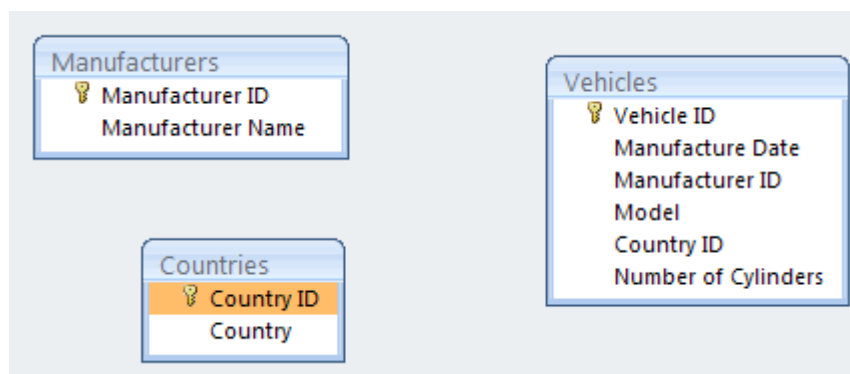 Manufacturers
Manufacturer ID
Manufacturer Name
Vehicles
Vehicle ID
Manufacture Date
Manufacturer ID
Model
Country ID
Number of Cylinders
Countries
Country ID
Country